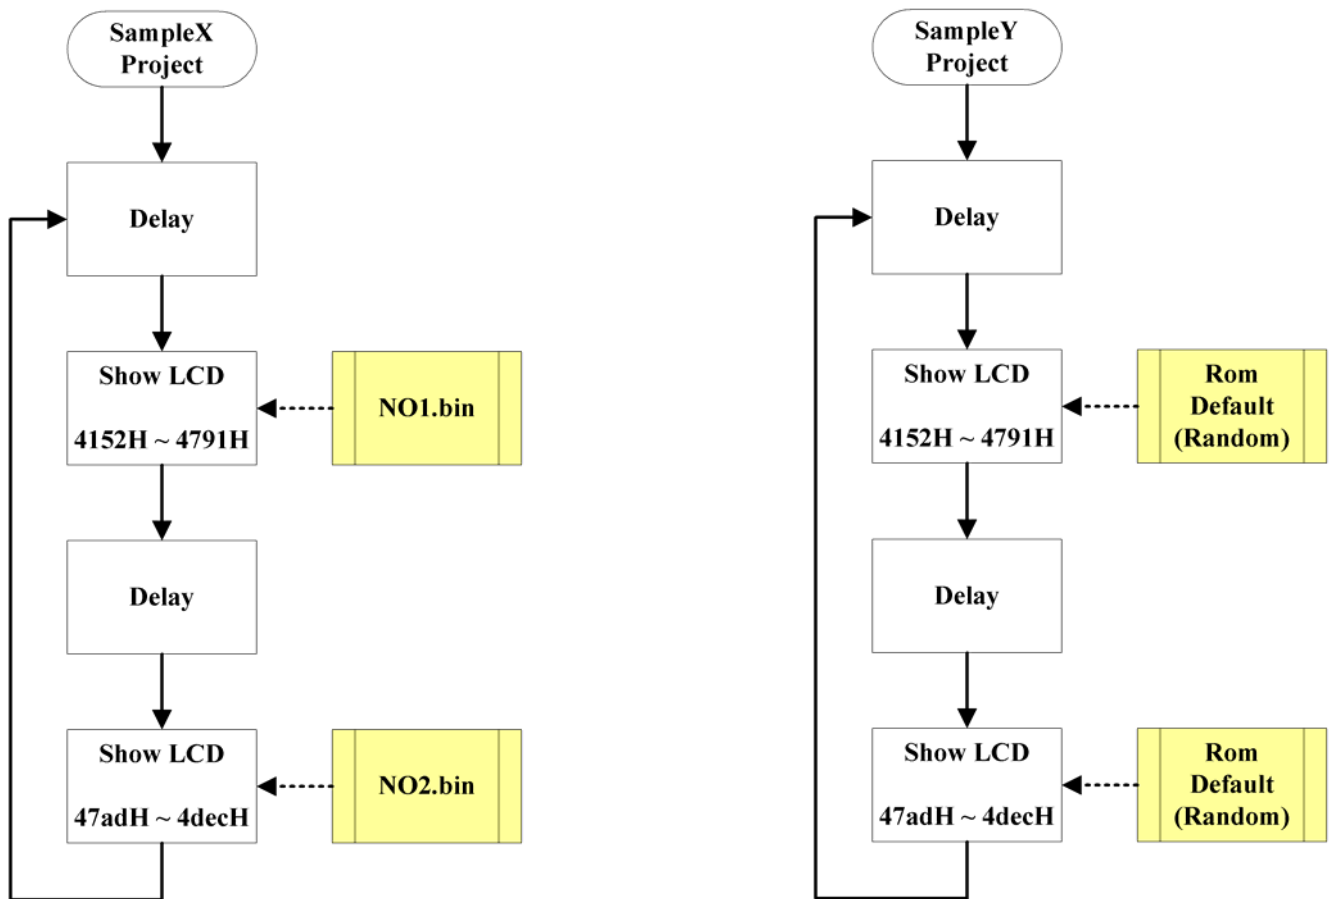 SampleX
Project
Delay
Show LCD
4152H ~ 4791H
NO1.bin
Delay
Show LCD
47adH ~ 4decH
NO2.bin
SampleY
Project
Delay
Show LCD
4152H ~ 4791H
Rom
Default
(Random)
Delay
Show LCD
47adH ~ 4decH
Rom
Default
(Random)